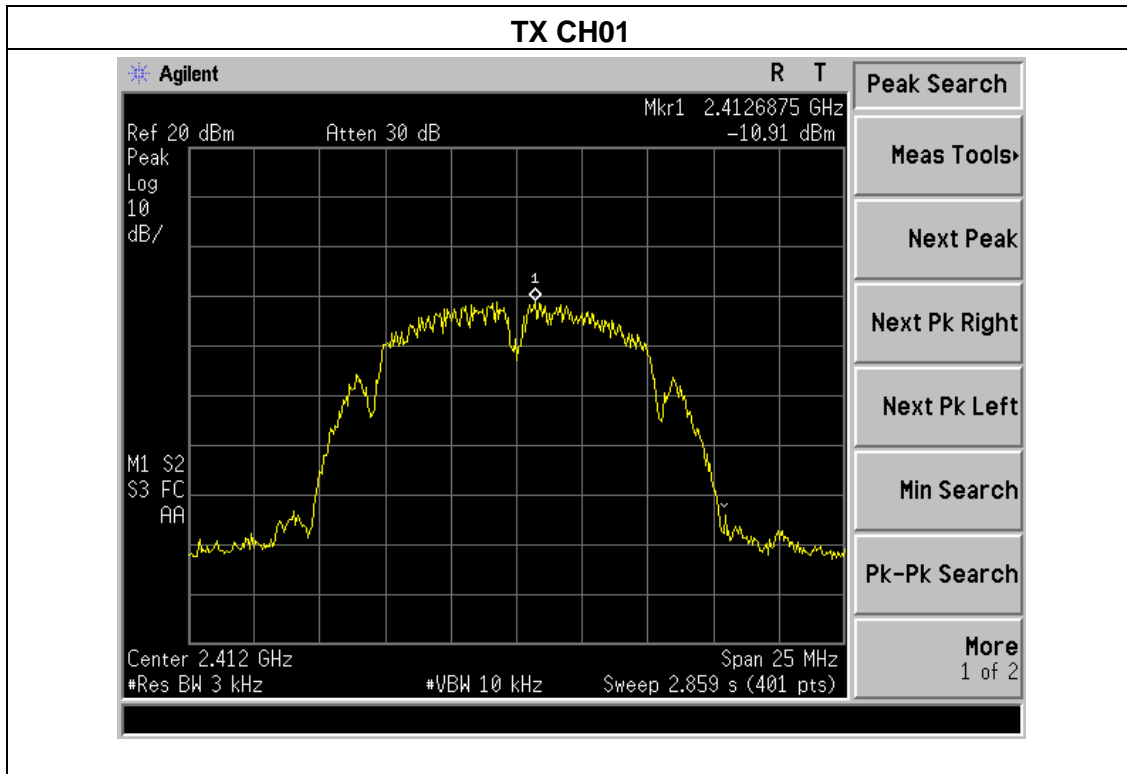 TX CH01
Agilent R T
Mkr1 2.4126875 GHz
Ref 20 dBm Atten 30 dB −10.91 dBm
Peak
Log
10
dB/
1
M1 S2
S3 FC
AA
Center 2.412 GHz Span 25 MHz
#Res BW 3 kHz #VBW 10 kHz Sweep 2.859 s (401 pts)
Peak Search
Meas Tools
Next Peak
Next Pk Right
Next Pk Left
Min Search
Pk-Pk Search
More
1 of 2